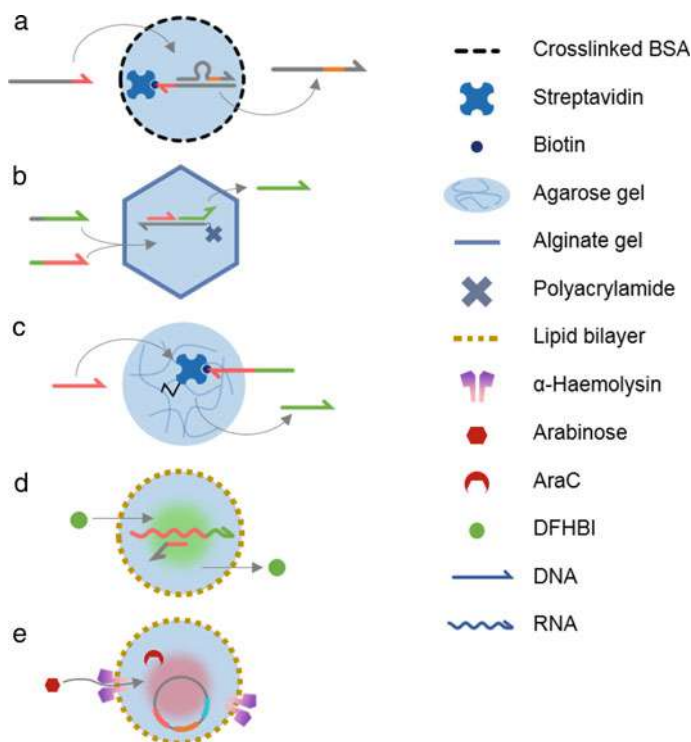 a
Crosslinked BSA
Streptavidin
Biotin
b
Agarose gel
Alginate gel
Polyacrylamide
c
Lipid bilayer
α-Haemolysin
Arabinose
d
AraC
DFHBI
DNA
RNA
e